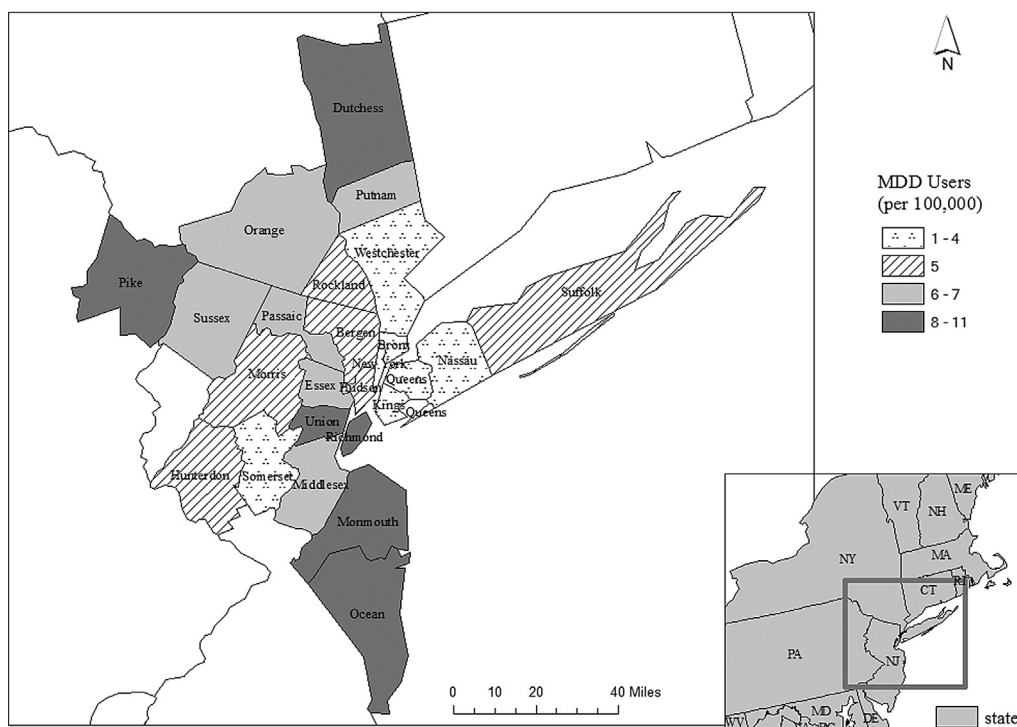 N
MDD Users
(per 100,000)
1 - 4
5
6 - 7
8 - 11
Dutchess
Putnam
Orange
Westchester
Pike
Rockland
Suffolk
Sussex
Passaic
Bergen
Bronx
Nassau
New York
Morris
Queens
Essex
Hudson
Kings
Queens
Union
Richmond
Hunterdon
Somerset
Middlesex
Monmouth
Ocean
0 10 20 40 Miles
ME
VT
NH
NY
MA
CT
RI
PA
NJ
MD
WV
DE
state